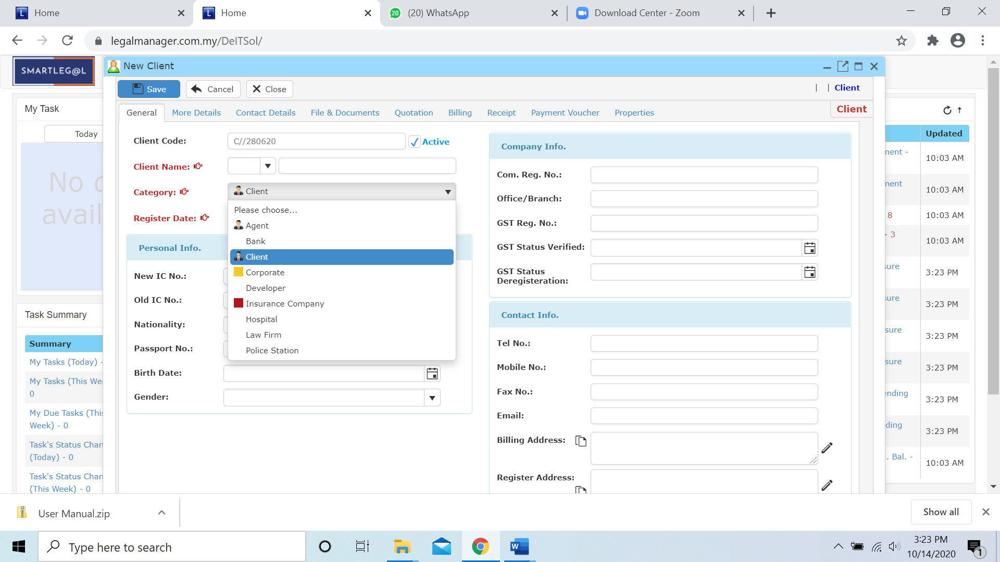 Home
Home
20
(20) WhatsApp
Download Center - Zoom
legalmanager.com.my/DeITSol/
SMARTLEG@L
New Client
Save
Cancel
Close
| | Client
General
More Details
Contact Details
File & Documents
Quotation
Billing
Receipt
Payment Voucher
Properties
Client
My Task
Today
No
avail
Client Code:
C//280620
Active
Client Name:
Category:
Client
Register Date:
Please choose...
Agent
Bank
Client
Corporate
Developer
Insurance Company
Hospital
Law Firm
Police Station
Personal Info.
New IC No.:
Old IC No.:
Nationality:
Passport No.:
Birth Date:
Gender:
Company Info.
Com. Reg. No.:
Office/Branch:
GST Reg. No.:
GST Status Verified:
GST Status
Deregisteration:
Contact Info.
Tel No.:
Mobile No.:
Fax No.:
Email:
Billing Address:
Register Address:
Task Summary
Summary
My Tasks (Today) -
My Tasks (This We
0
My Due Tasks (This
Week) - 0
Task's Status Chan
(Today) - 0
Task's Status Chan
(This Week) - 0
Updated
ment -
10:03 AM
ment
10:03 AM
8
10:03 AM
- 3
10:03 AM
sure
3:23 PM
sure
3:23 PM
sure
3:23 PM
sure
3:23 PM
ending
3:23 PM
ding
3:23 PM
. Bal. -
10:03 AM
User Manual.zip
Show all
Type here to search
W
3:23 PM
10/14/2020
1